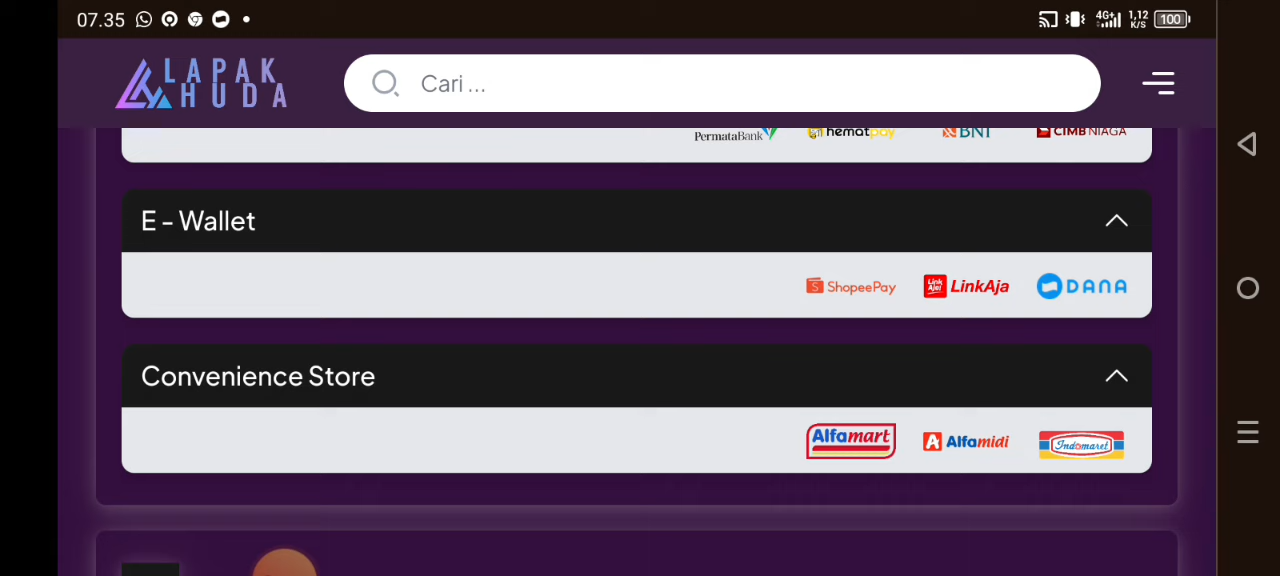 07.35 4G+ 1,12 K/S 100
LAPAK
HUDA
Cari ...
PermataBank hematpay BNI CIMB NIAGA
E - Wallet
ShopeePay LinkAja! LinkAja DANA
Convenience Store
Alfamart Alfamidi Indomaret